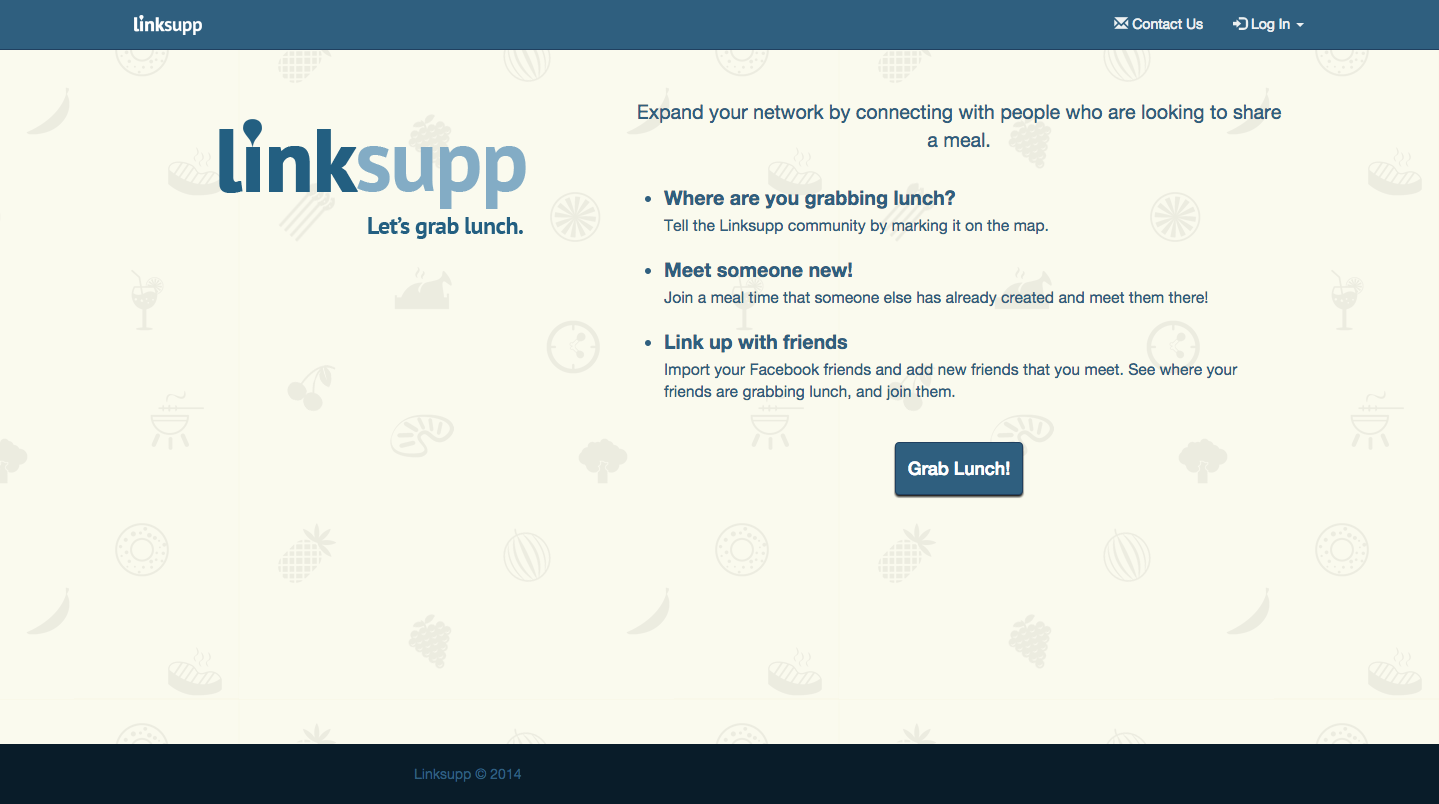 linksupp
Contact Us
Log In
linksupp
Let's grab lunch.
Expand your network by connecting with people who are looking to share
a meal.
• Where are you grabbing lunch?
Tell the Linksupp community by marking it on the map.
• Meet someone new!
Join a meal time that someone else has already created and meet them there!
• Link up with friends
Import your Facebook friends and add new friends that you meet. See where your
friends are grabbing lunch, and join them.
Grab Lunch!
Linksupp © 2014